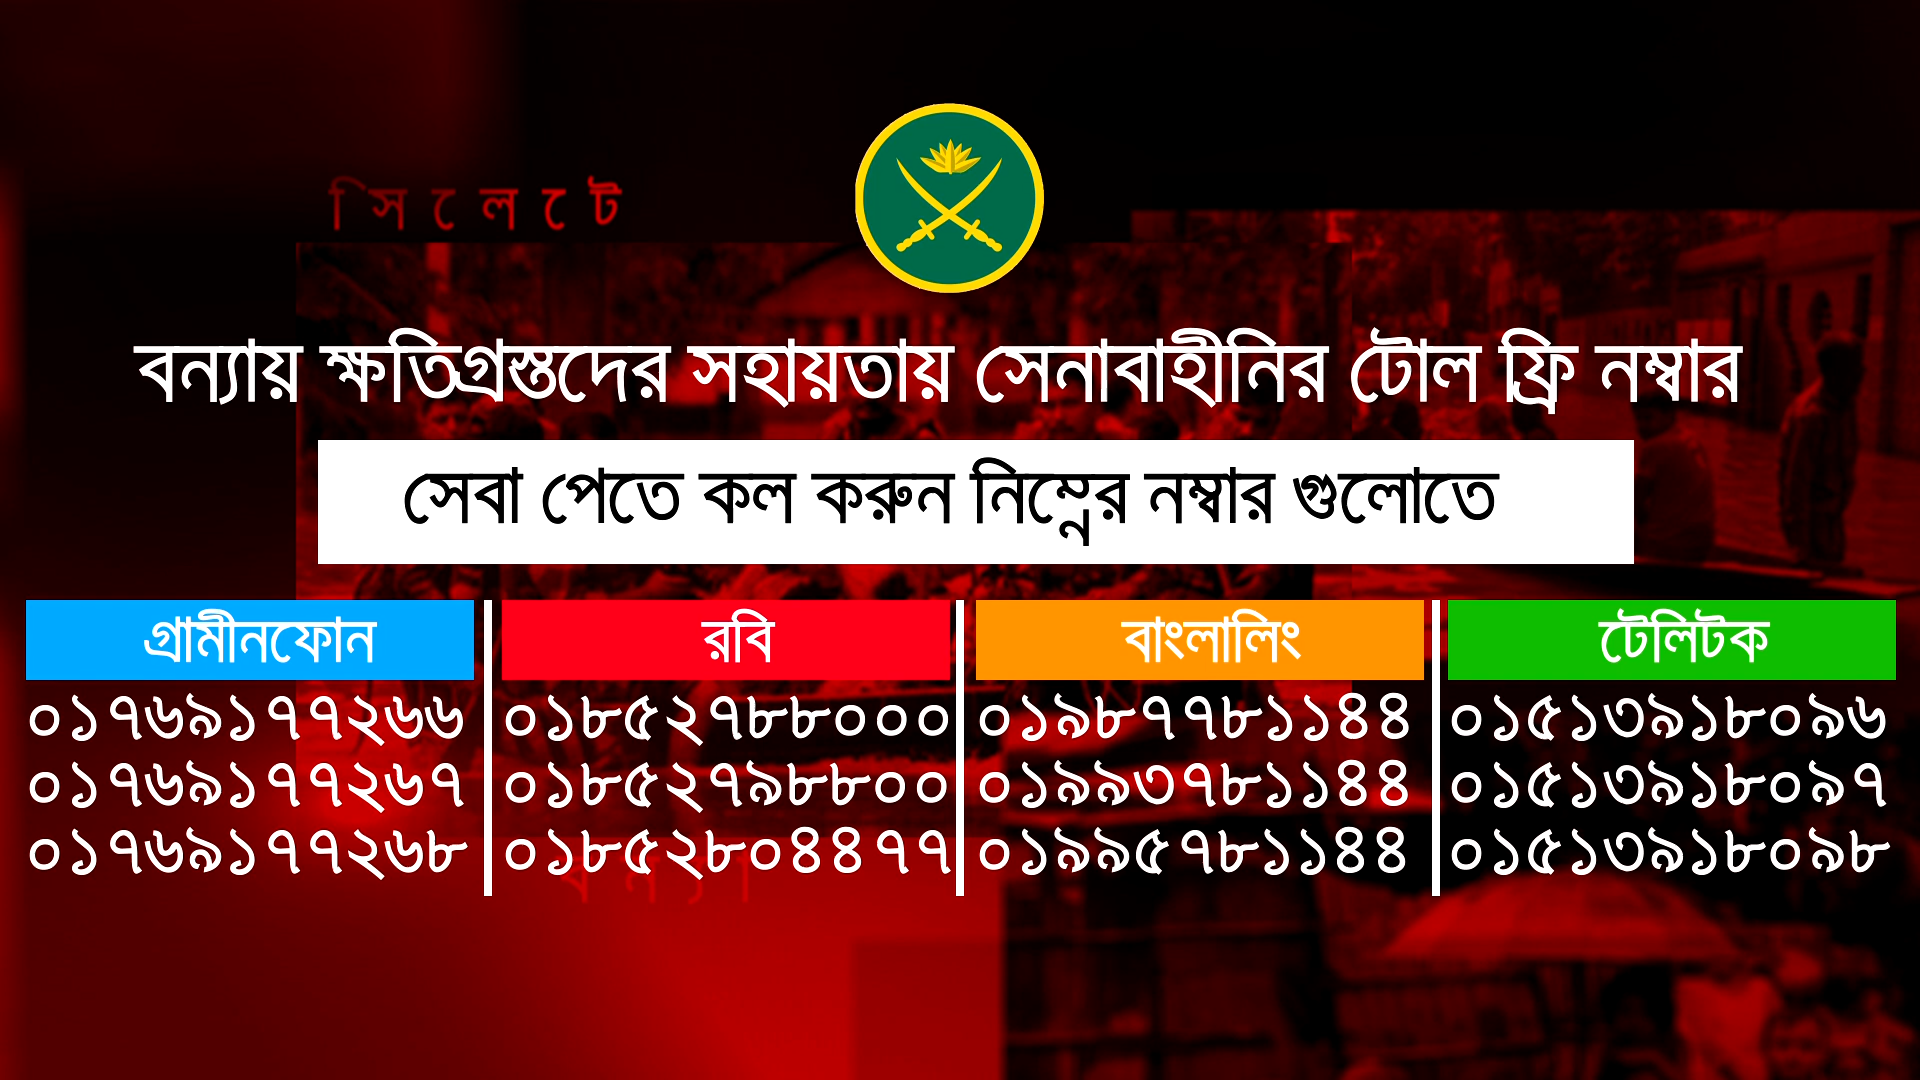 সিলেটে
বন্যায় ক্ষতিগ্রস্তদের সহায়তায় সেনাবাহীনির টোল ফ্রি নম্বার
সেবা পেতে কল করুন নিম্নের নম্বার গুলোতে
গ্রামীনফোন
০১৭৬৯১৭৭২৬৬
০১৭৬৯১৭৭২৬৭
০১৭৬৯১৭৭২৬৮
রবি
০১৮৫২৭৮৮০০০
০১৮৫২৭৯৮৮০০
০১৮৫২৮০৪৪৭৭
বাংলালিং
০১৯৮৭৭৮১১৪৪
০১৯৯৩৭৮১১৪৪
০১৯৯৫৭৮১১৪৪
টেলিটক
০১৫১৩৯১৮০৯৬
০১৫১৩৯১৮০৯৭
০১৫১৩৯১৮০৯৮